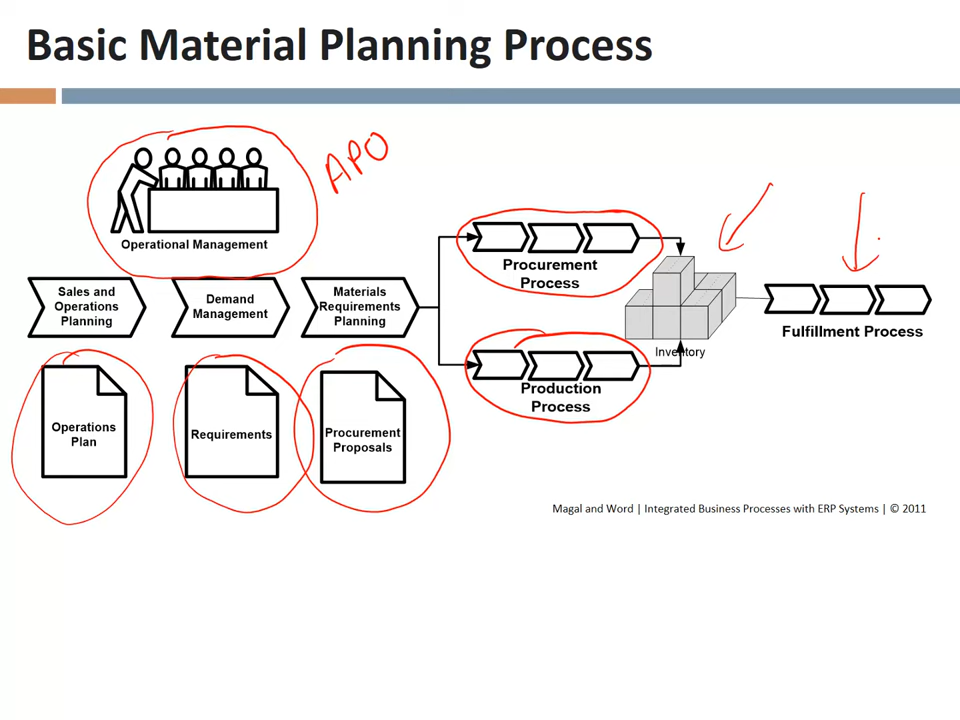 Basic Material Planning Process
APO
Operational Management
Sales and
Operations
Planning
Demand
Management
Materials
Requirements
Planning
Procurement
Process
Production
Process
Inventory
Fulfillment Process
Operations
Plan
Requirements
Procurement
Proposals
Magal and Word | Integrated Business Processes with ERP Systems | © 2011